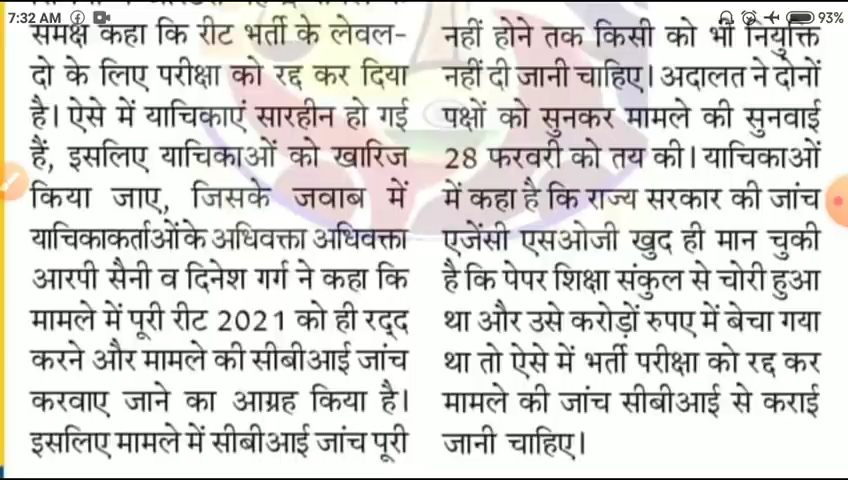 7:32 AM
93%
समक्ष कहा कि रीट भर्ती के लेवल-
दो के लिए परीक्षा को रद्द कर दिया
है। ऐसे में याचिकाएं सारहीन हो गई
हैं, इसलिए याचिकाओं को खारिज
किया जाए, जिसके जवाब में
याचिकाकर्ताओं के अधिवक्ता अधिवक्ता
आरपी सैनी व दिनेश गर्ग ने कहा कि
मामले में पूरी रीट 2021 को ही रद्द
करने और मामले की सीबीआई जांच
करवाए जाने का आग्रह किया है।
इसलिए मामले में सीबीआई जांच पूरी
नहीं होने तक किसी को भी नियुक्ति
नहीं दी जानी चाहिए। अदालत ने दोनों
पक्षों को सुनकर मामले की सुनवाई
28 फरवरी को तय की। याचिकाओं
में कहा है कि राज्य सरकार की जांच
एजेंसी एसओजी खुद ही मान चुकी
है कि पेपर शिक्षा संकुल से चोरी हुआ
था और उसे करोड़ों रुपए में बेचा गया
था तो ऐसे में भर्ती परीक्षा को रद्द कर
मामले की जांच सीबीआई से कराई
जानी चाहिए।